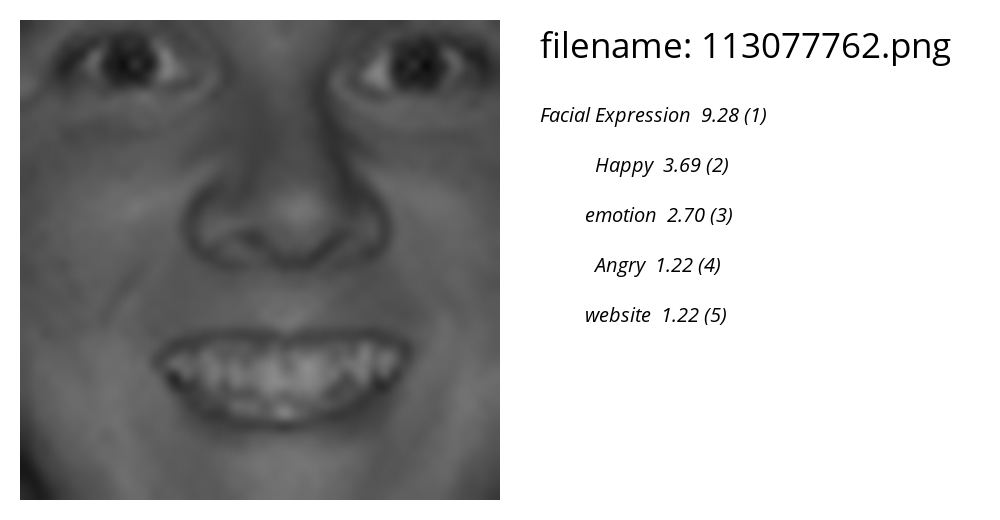 filename: 113077762.png
Facial Expression 9.28 (1)
Happy 3.69 (2)
emotion 2.70 (3)
Angry 1.22 (4)
website 1.22 (5)